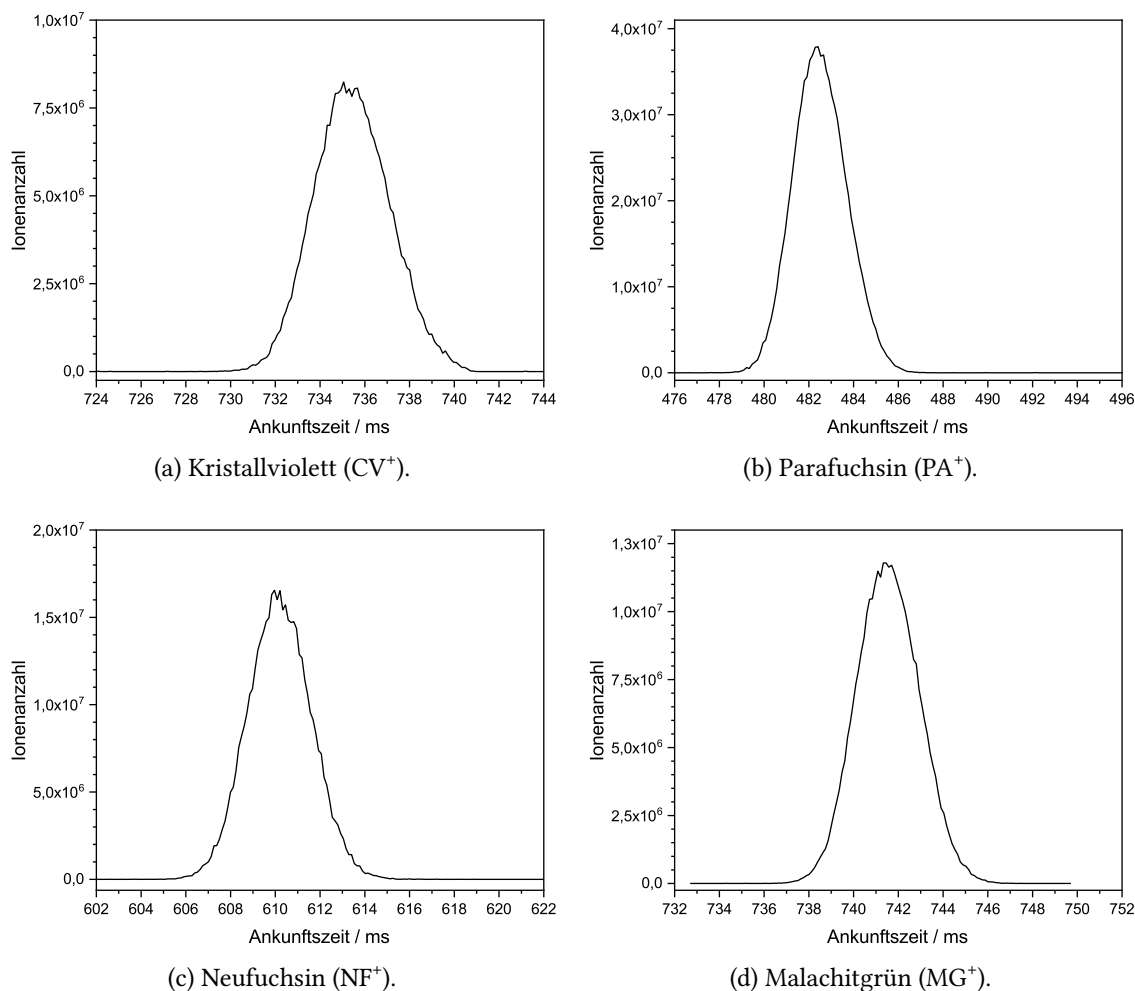 1,0x10⁷
7,5x10⁶
5,0x10⁶
2,5x10⁶
0,0
Ionenanzahl
724 726 728 730 732 734 736 738 740 742 744
Ankunftszeit / ms
(a) Kristallviolett (CV⁺).
4,0x10⁷
3,0x10⁷
2,0x10⁷
1,0x10⁷
0,0
Ionenanzahl
476 478 480 482 484 486 488 490 492 494 496
Ankunftszeit / ms
(b) Parafuchsin (PA⁺).
2,0x10⁷
1,5x10⁷
1,0x10⁷
5,0x10⁶
0,0
Ionenanzahl
602 604 606 608 610 612 614 616 618 620 622
Ankunftszeit / ms
(c) Neufuchsin (NF⁺).
1,3x10⁷
1,0x10⁷
7,5x10⁶
5,0x10⁶
2,5x10⁶
0,0
Ionenanzahl
732 734 736 738 740 742 744 746 748 750 752
Ankunftszeit / ms
(d) Malachitgrün (MG⁺).